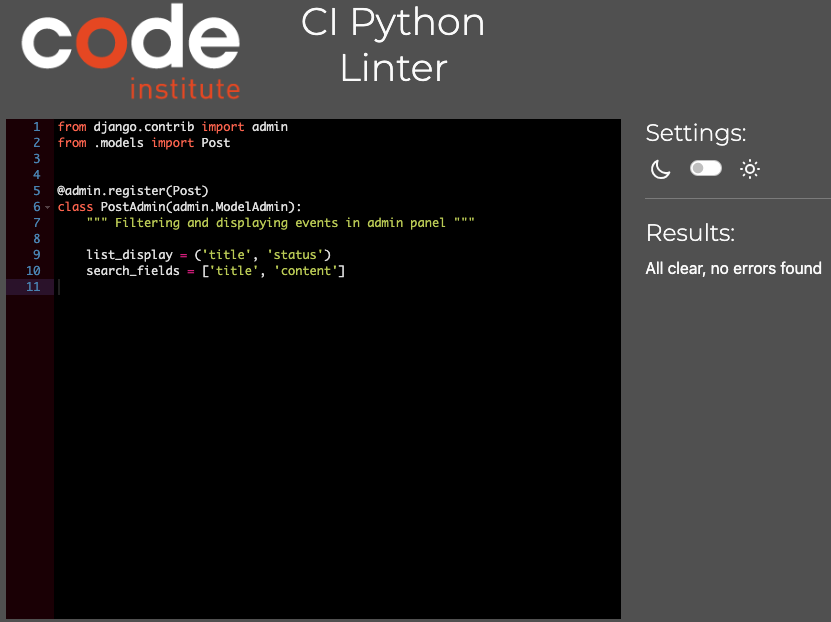 code
institute
CI Python
Linter
1 from django.contrib import admin
2 from .models import Post
3
4
5 @admin.register(Post)
6 class PostAdmin(admin.ModelAdmin):
7     """ Filtering and displaying events in admin panel """
8
9     list_display = ('title', 'status')
10     search_fields = ['title', 'content']
11
Settings:
Results:
All clear, no errors found